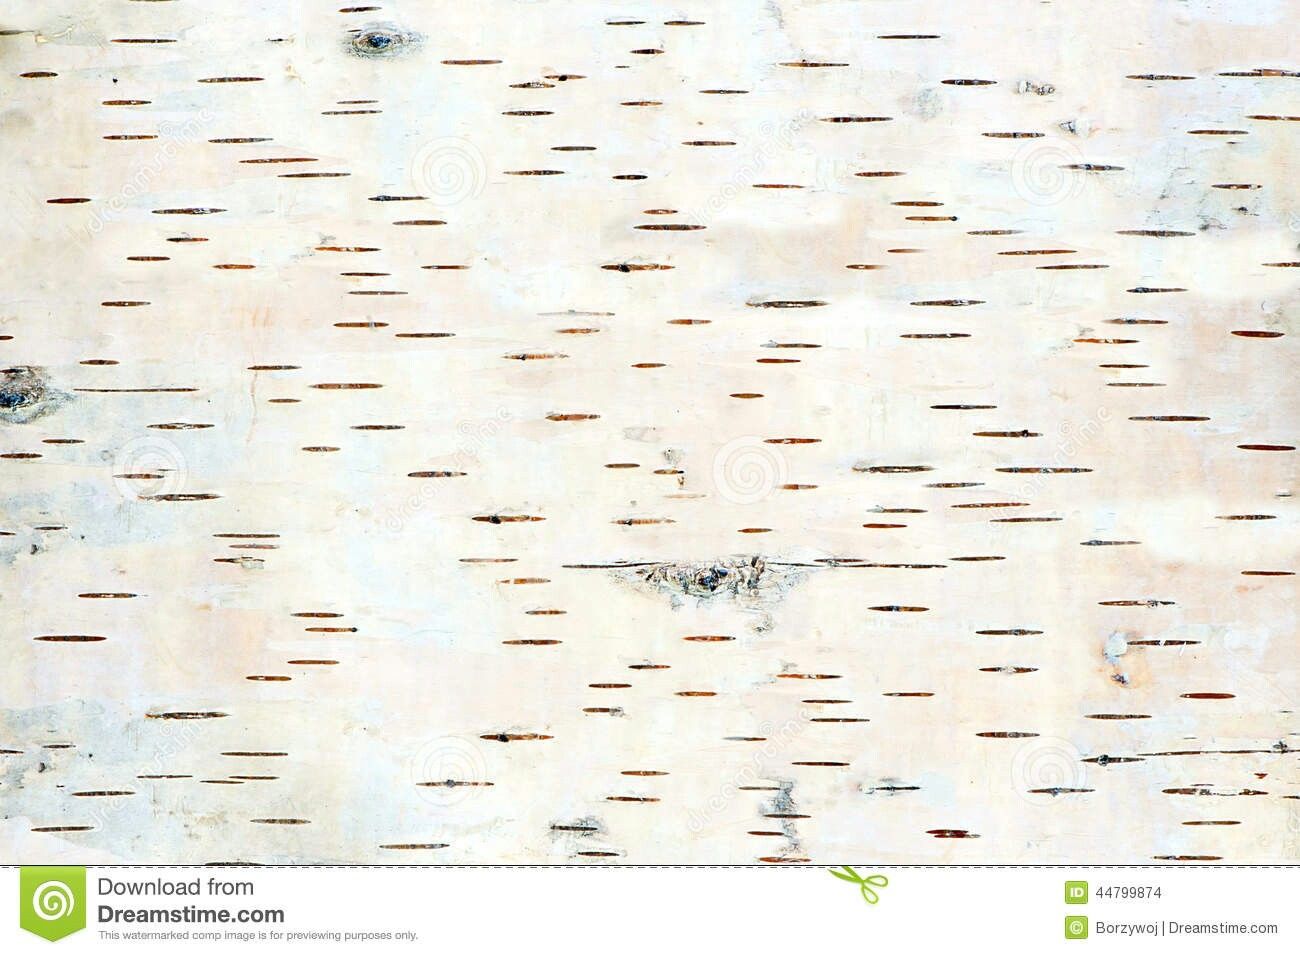 Download from
Dreamstime.com
This watermarked comp image is for previewing purposes only.
ID 44799874
© Borzywoj | Dreamstime.com